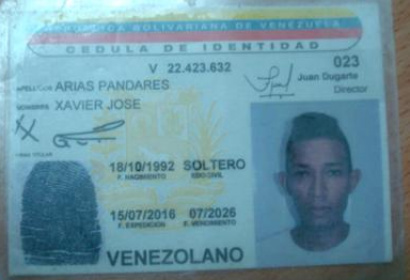 REPUBLICA BOLIVARIANA DE VENEZUELA
CEDULA DE IDENTIDAD
V 22.423.632
023
Juan Dugarte
Director
APELLIDOS ARIAS PANDARES
NOMBRES XAVIER JOSE
FIRMA TITULAR
18/10/1992 SOLTERO
F. NACIMIENTO EDO CIVIL
15/07/2016 07/2026
F. EXPEDICION F. VENCIMIENTO
VENEZOLANO